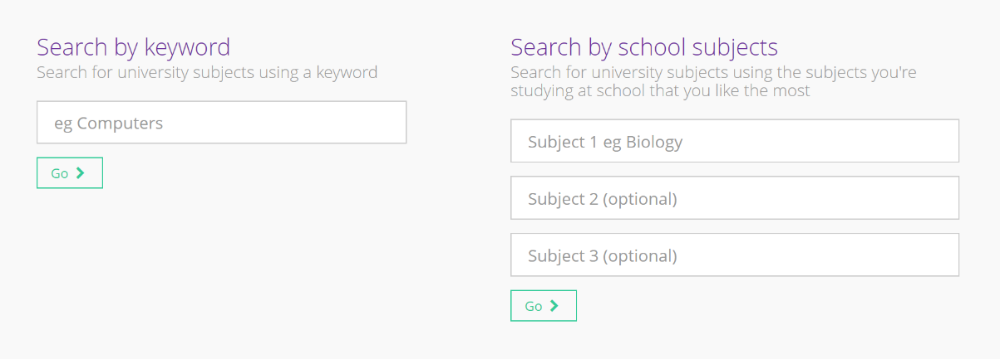 Search by keyword
Search for university subjects using a keyword
eg Computers
Go
Search by school subjects
Search for university subjects using the subjects you're
studying at school that you like the most
Subject 1 eg Biology
Subject 2 (optional)
Subject 3 (optional)
Go